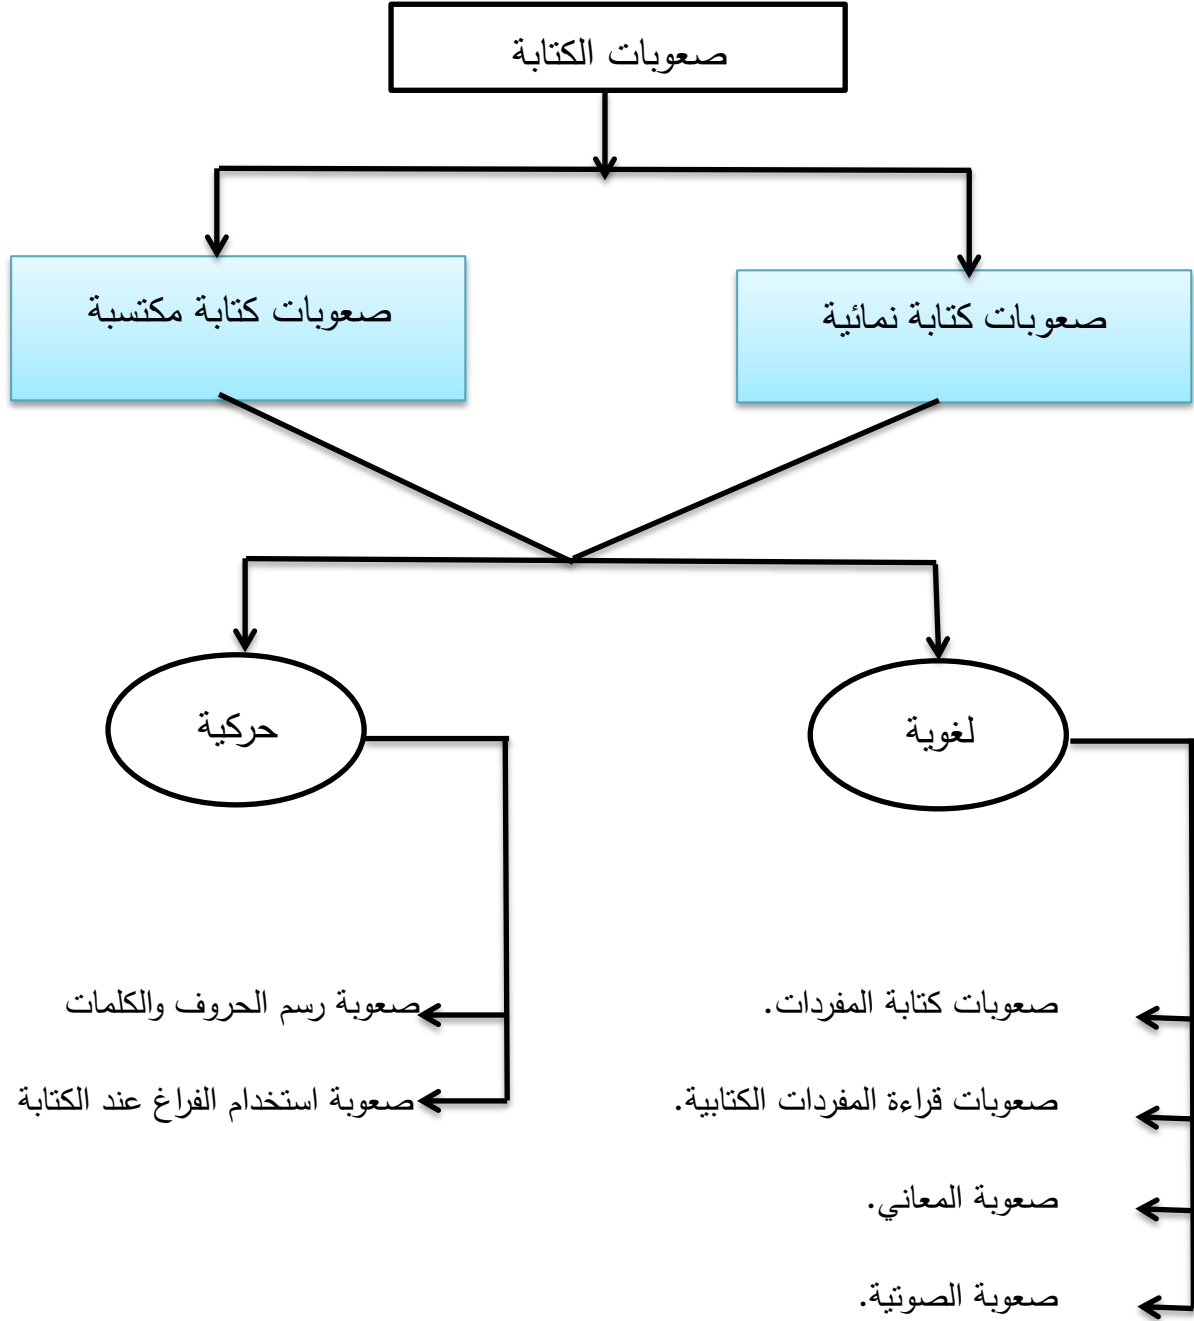 صعوبات الكتابة
صعوبات كتابة نمائية
صعوبات كتابة مكتسبة
لغوية
حركية
صعوبات كتابة المفردات.
صعوبات قراءة المفردات الكتابية.
صعوبة المعاني.
صعوبة الصوتية.
صعوبة رسم الحروف والكلمات
صعوبة استخدام الفراغ عند الكتابة